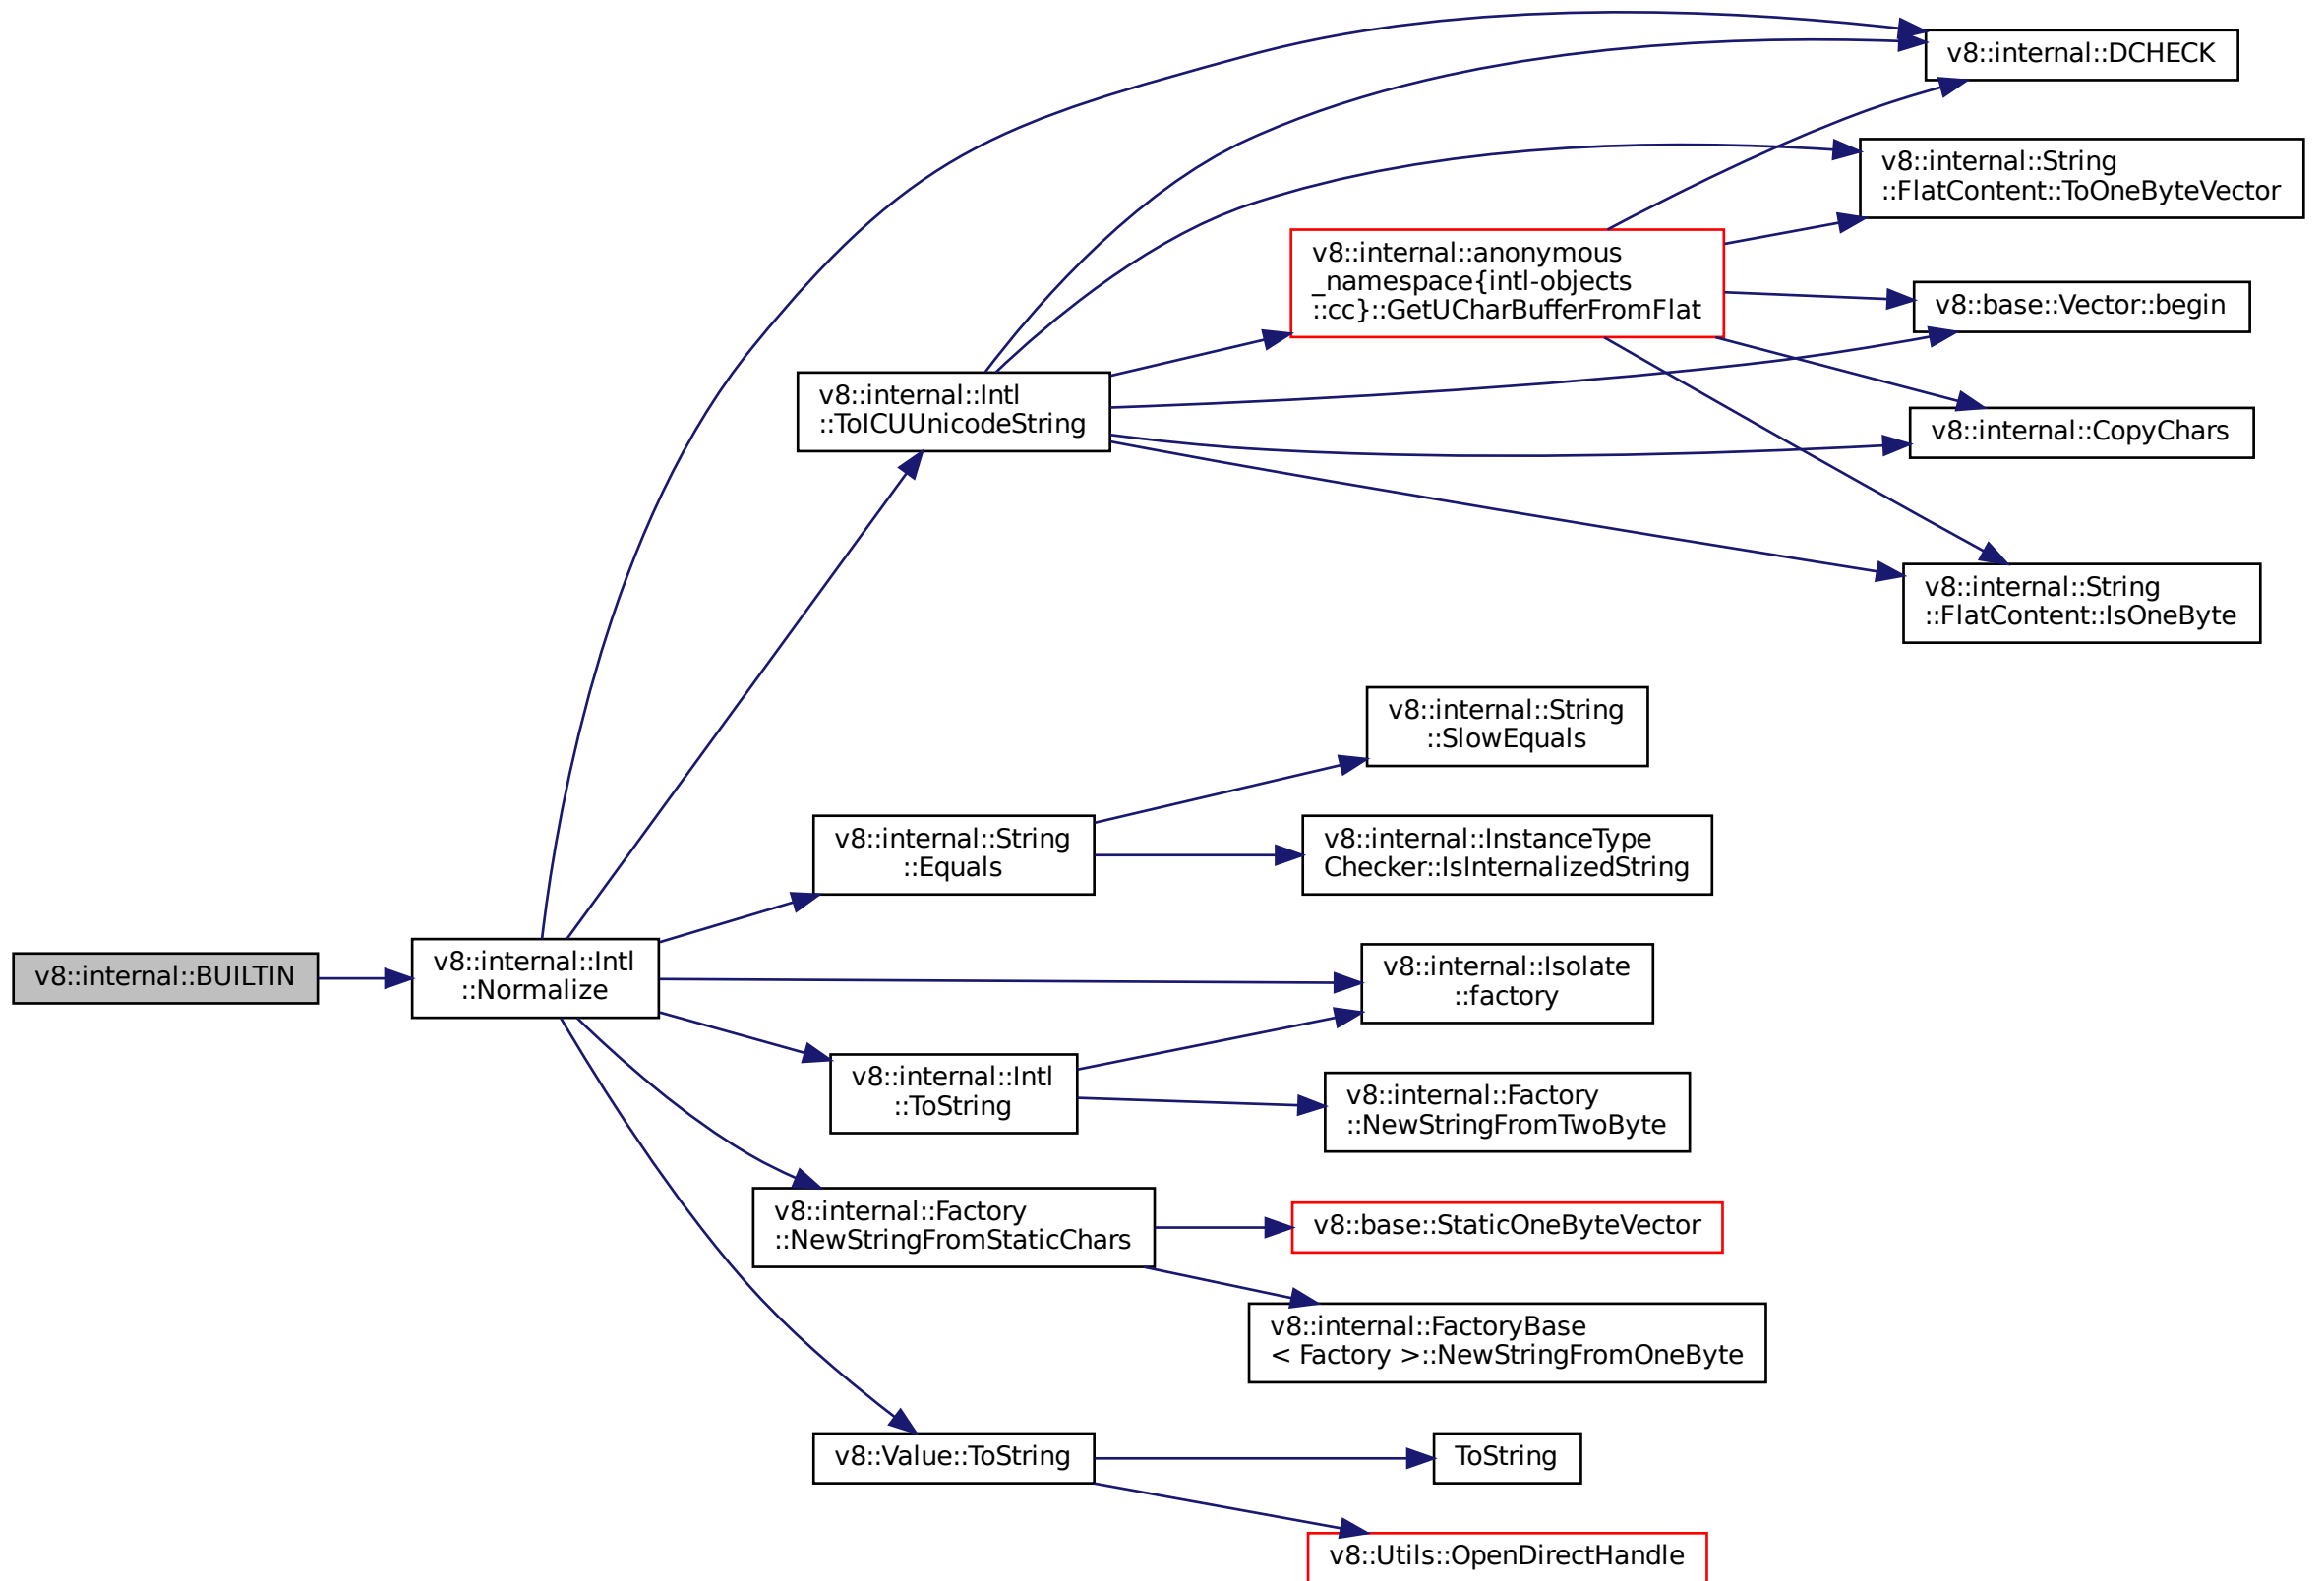 v8::internal::DCHECK
v8::internal::String
::FlatContent::ToOneByteVector
v8::internal::anonymous
_namespace{intl-objects
::cc}::GetUCharBufferFromFlat
v8::base::Vector::begin
v8::internal::Intl
::ToICUUnicodeString
v8::internal::CopyChars
v8::internal::String
::FlatContent::IsOneByte
v8::internal::String
::SlowEquals
v8::internal::String
::Equals
v8::internal::InstanceType
Checker::IsInternalizedString
v8::internal::BUILTIN
v8::internal::Intl
::Normalize
v8::internal::Isolate
::factory
v8::internal::Intl
::ToString
v8::internal::Factory
::NewStringFromTwoByte
v8::internal::Factory
::NewStringFromStaticChars
v8::base::StaticOneByteVector
v8::internal::FactoryBase
< Factory >::NewStringFromOneByte
v8::Value::ToString
ToString
v8::Utils::OpenDirectHandle